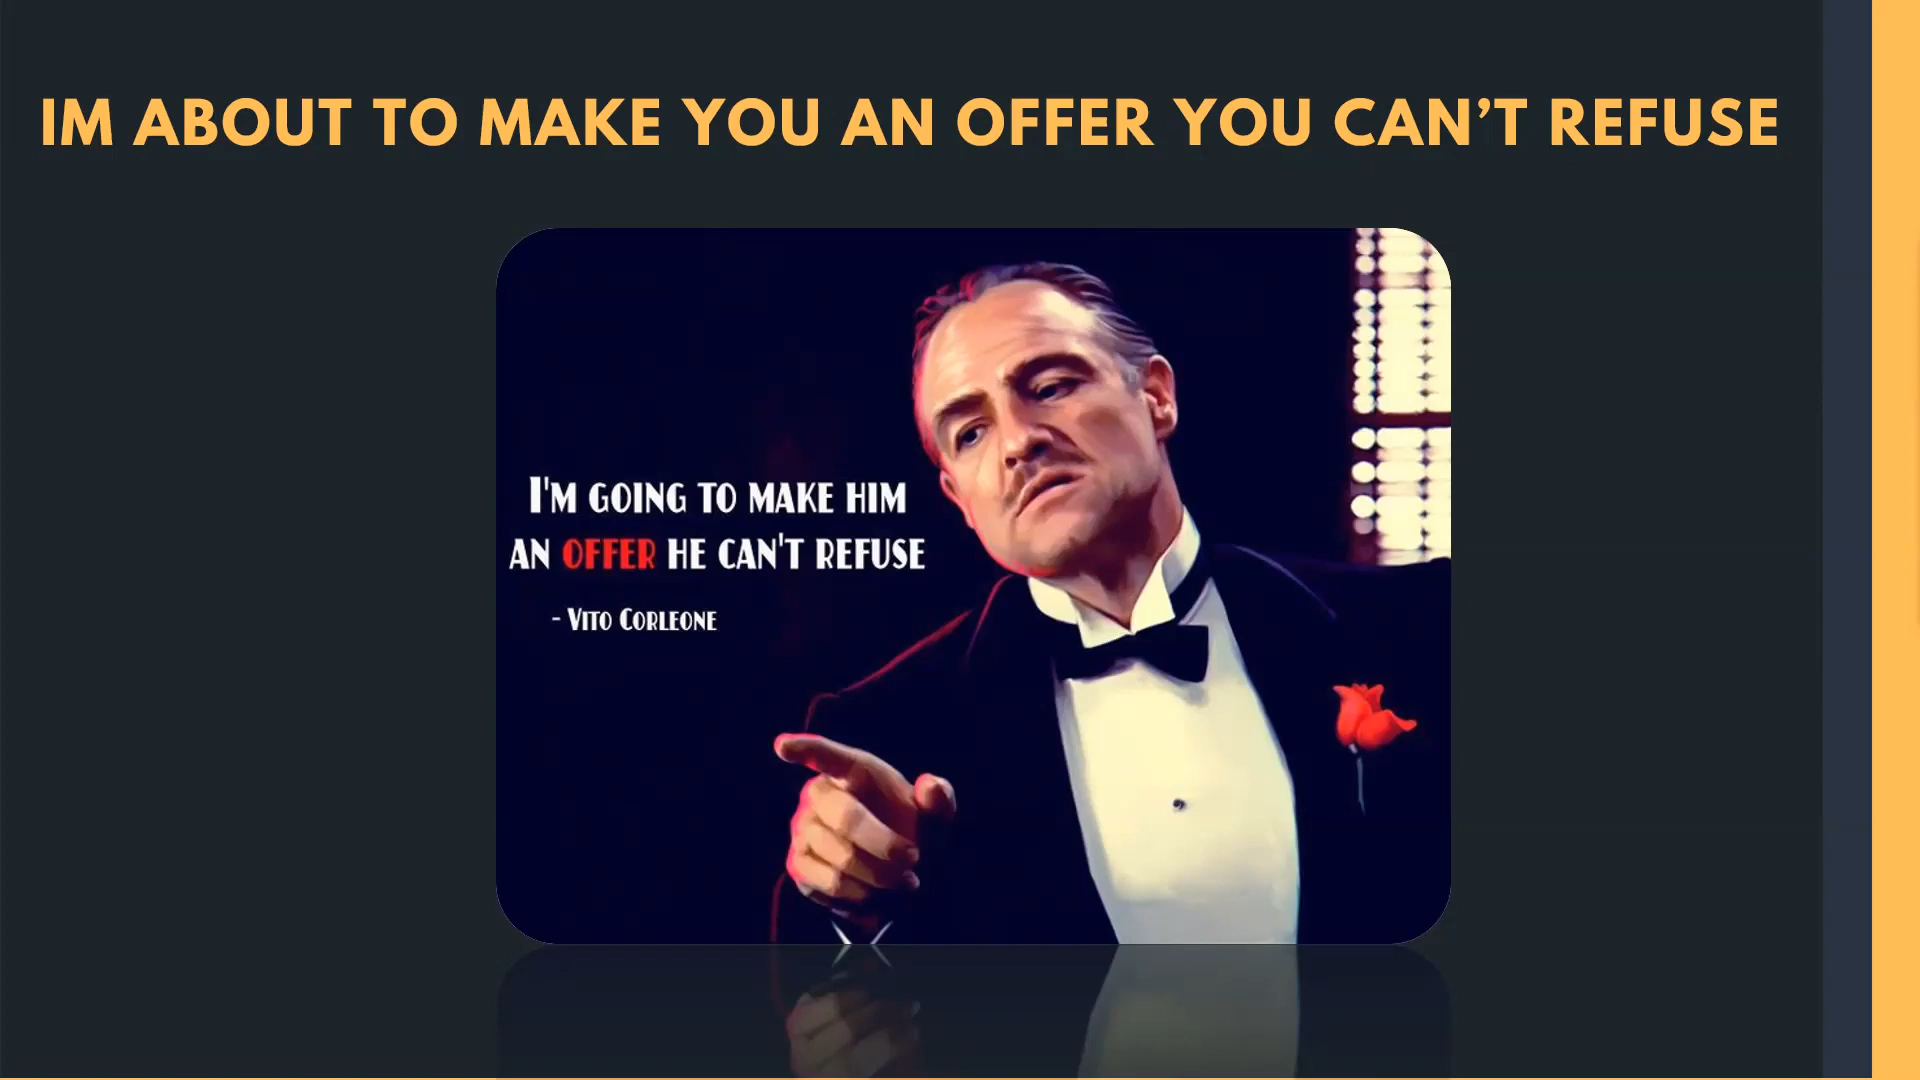 IM ABOUT TO MAKE YOU AN OFFER YOU CAN’T REFUSE
I'M GOING TO MAKE HIM
AN OFFER HE CAN'T REFUSE
- VITO CORLEONE